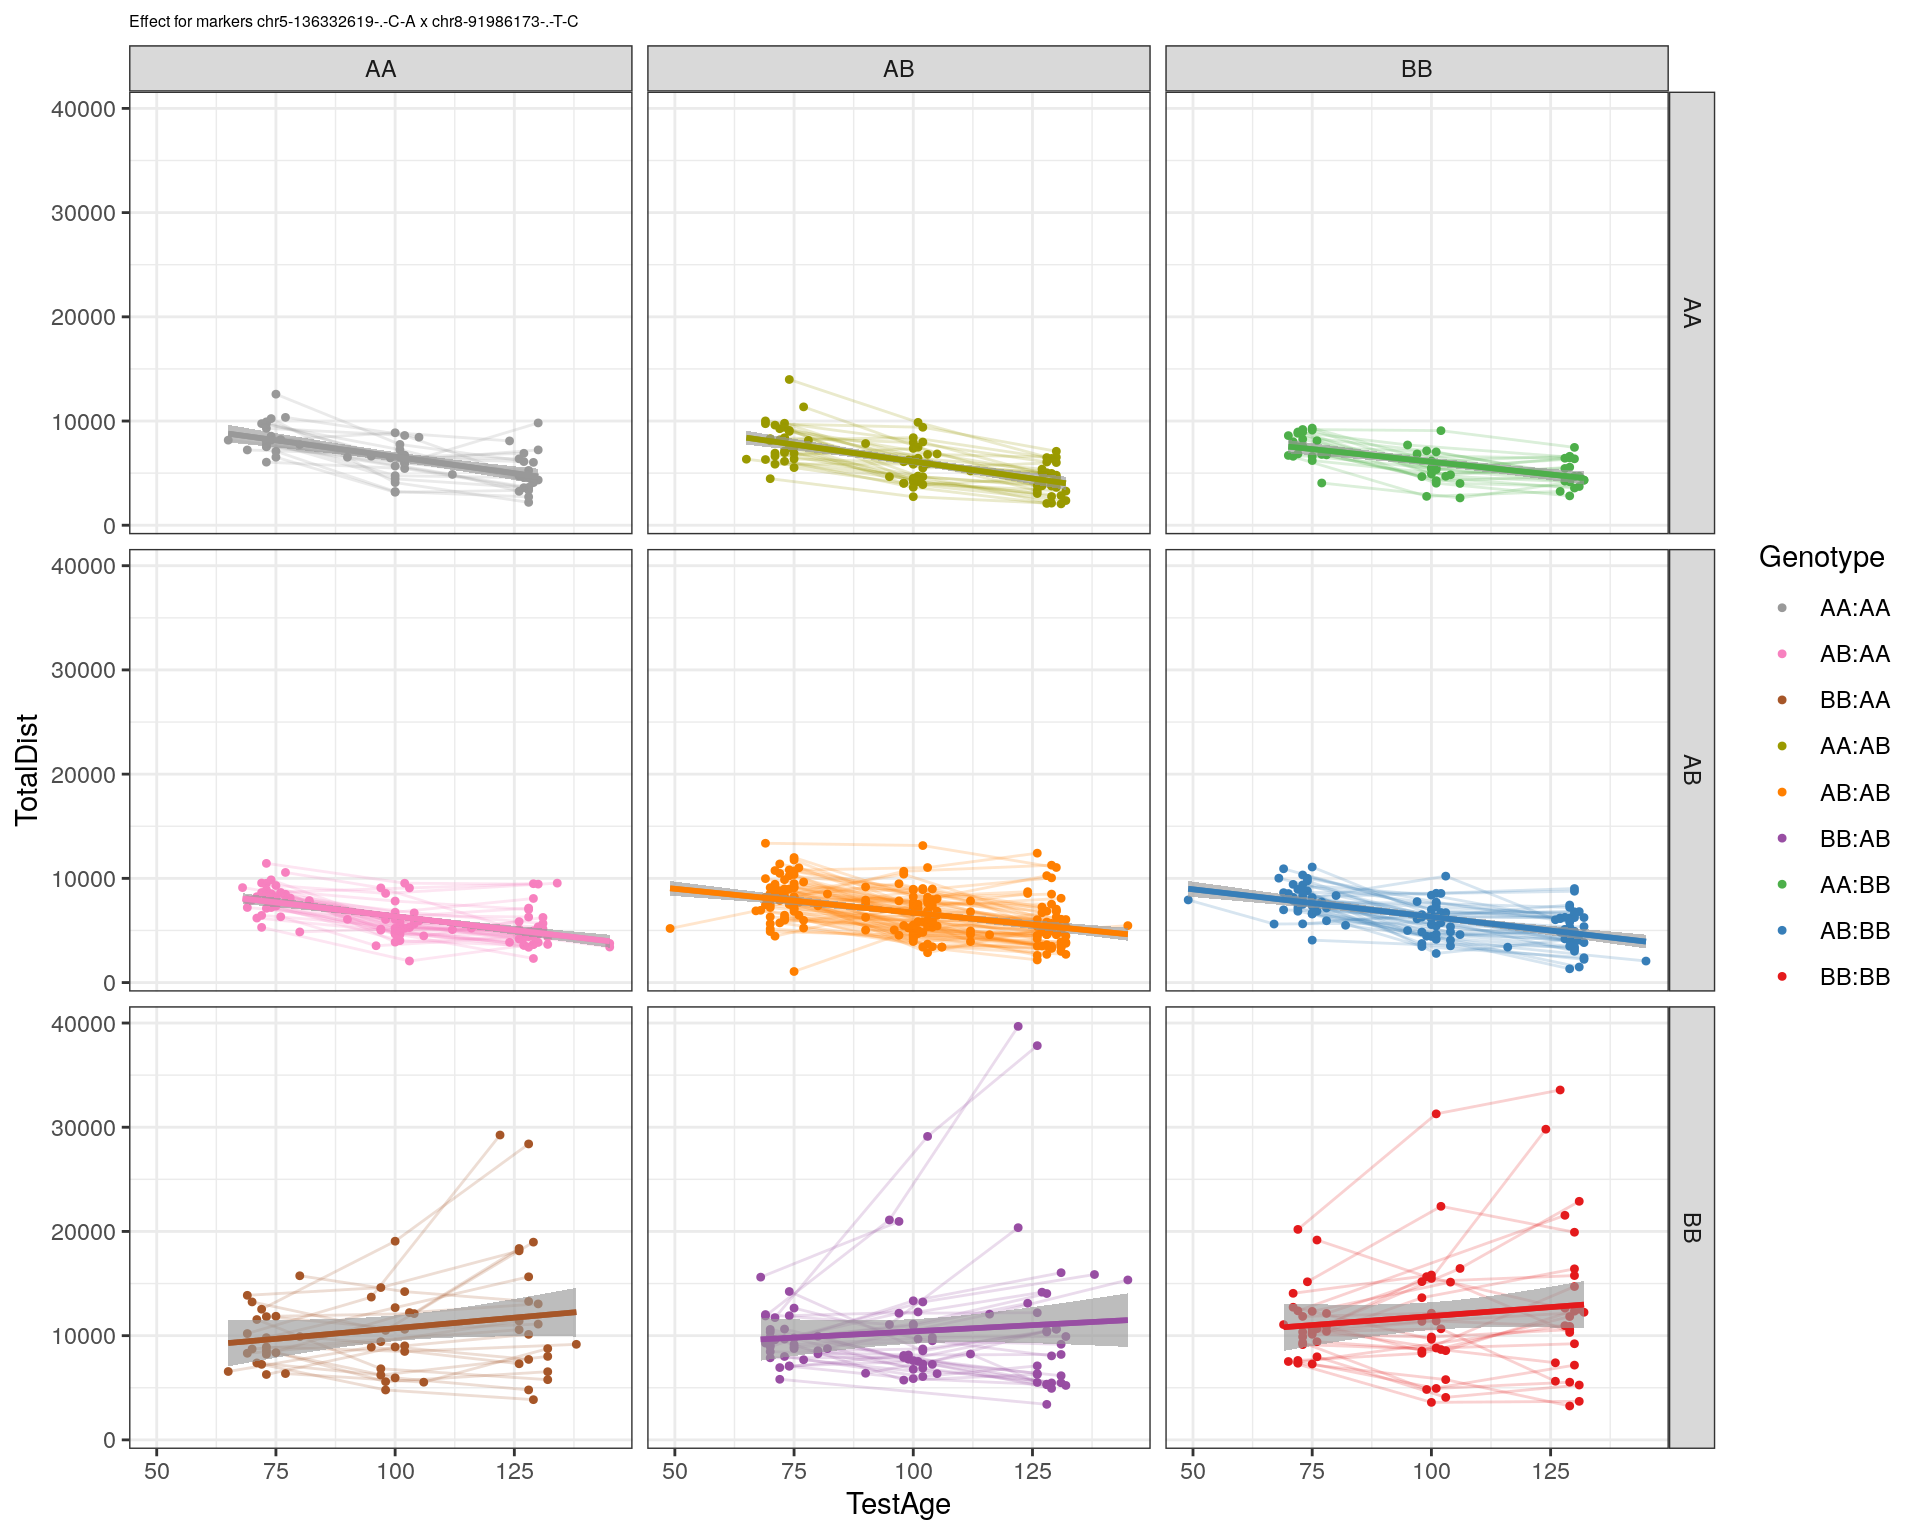 Effect for markers chr5-136332619-.-C-A x chr8-91986173-.-T-C
AA
AB
BB
40000
30000
20000
10000
0
AA
40000
30000
20000
10000
0
AB
40000
30000
20000
10000
0
BB
TotalDist
50
75
100
125
50
75
100
125
50
75
100
125
TestAge
Genotype
AA:AA
AB:AA
BB:AA
AA:AB
AB:AB
BB:AB
AA:BB
AB:BB
BB:BB